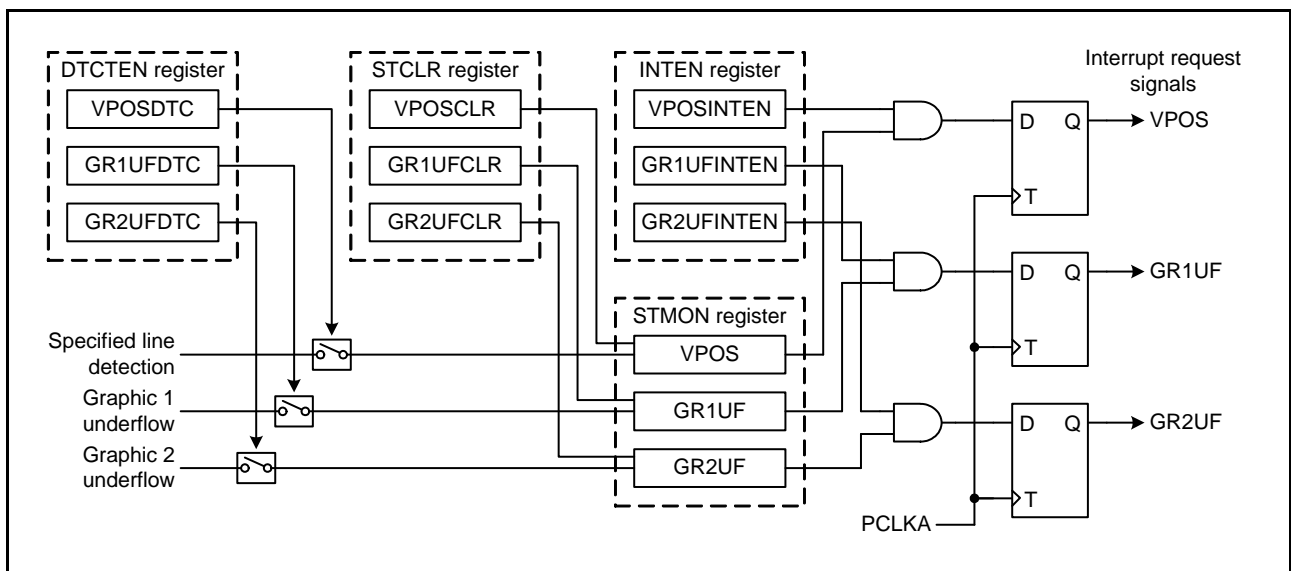 DTCTEN register
VPOSDTC
GR1UFDTC
GR2UFDTC
STCLR register
VPOSCLR
GR1UFCLR
GR2UFCLR
INTEN register
VPOSINTEN
GR1UFINTEN
GR2UFINTEN
Interrupt request
signals
D Q
T
VPOS
D Q
T
GR1UF
D Q
T
GR2UF
STMON register
VPOS
GR1UF
GR2UF
Specified line
detection
Graphic 1
underflow
Graphic 2
underflow
PCLKA